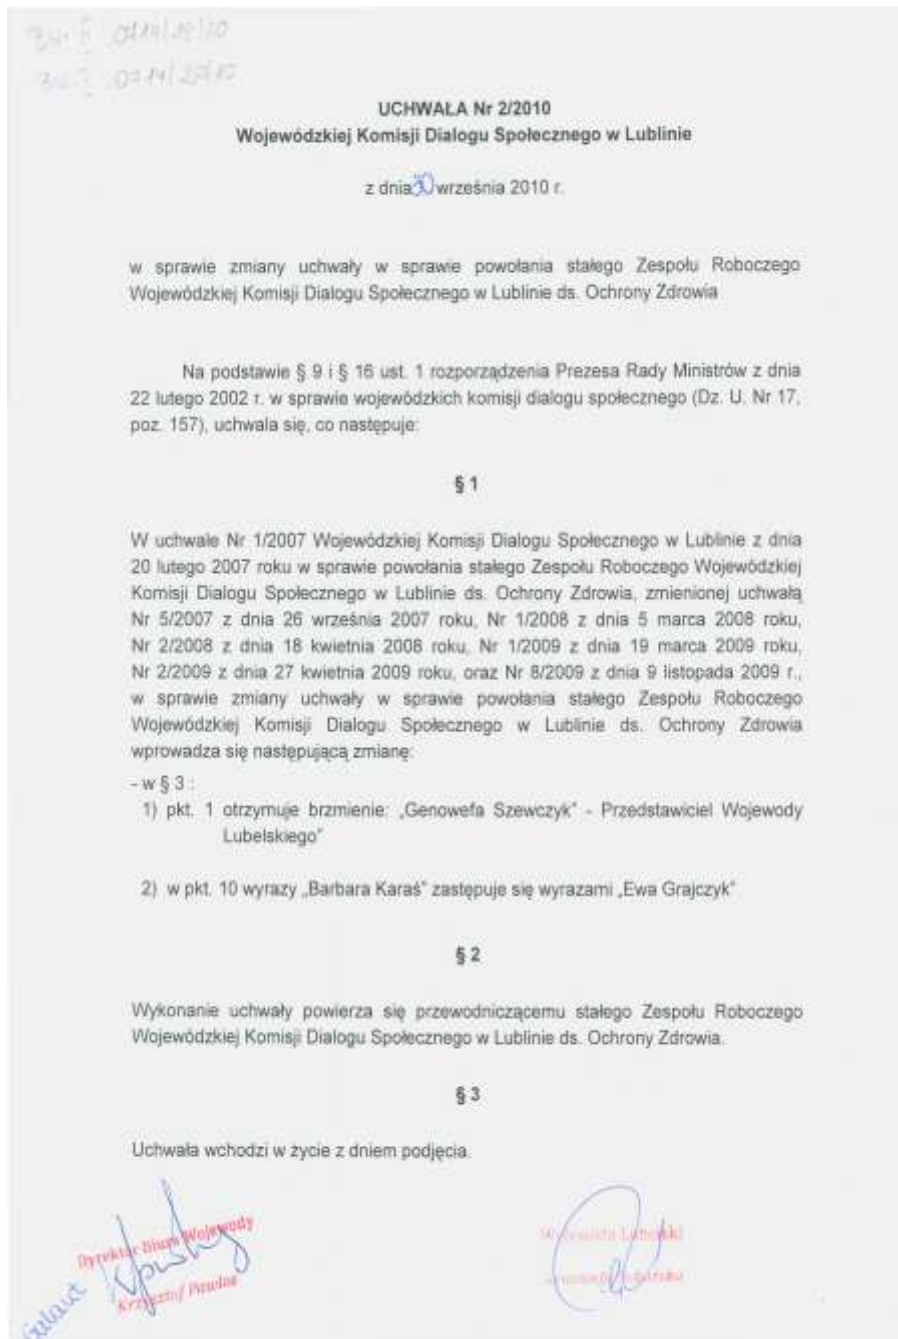 UCHWAŁA Nr 2/2010
Wojewódzkiej Komisji Dialogu Społecznego w Lublinie
z dnia 30 września 2010 r.
w sprawie zmiany uchwały w sprawie powołania stałego Zespołu Roboczego
Wojewódzkiej Komisji Dialogu Społecznego w Lublinie ds. Ochrony Zdrowia
Na podstawie § 9 i § 16 ust. 1 rozporządzenia Prezesa Rady Ministrów z dnia
22 lutego 2002 r. w sprawie wojewódzkich komisji dialogu społecznego (Dz. U. Nr 17,
poz. 157), uchwala się, co następuje:
§ 1
W uchwale Nr 1/2007 Wojewódzkiej Komisji Dialogu Społecznego w Lublinie z dnia
20 lutego 2007 roku w sprawie powołania stałego Zespołu Roboczego Wojewódzkiej
Komisji Dialogu Społecznego w Lublinie ds. Ochrony Zdrowia, zmienionej uchwałą
Nr 5/2007 z dnia 26 września 2007 roku, Nr 1/2008 z dnia 5 marca 2008 roku,
Nr 2/2008 z dnia 18 kwietnia 2008 roku, Nr 1/2009 z dnia 19 marca 2009 roku,
Nr 2/2009 z dnia 27 kwietnia 2009 roku, oraz Nr 8/2009 z dnia 9 listopada 2009 r.,
w sprawie zmiany uchwały w sprawie powołania stałego Zespołu Roboczego
Wojewódzkiej Komisji Dialogu Społecznego w Lublinie ds. Ochrony Zdrowia
wprowadza się następującą zmianę:
- w § 3 :
1) pkt. 1 otrzymuje brzmienie: „Genowefa Szewczyk” - Przedstawiciel Wojewody
Lubelskiego”
2) w pkt. 10 wyrazy „Barbara Karaś” zastępuje się wyrazami „Ewa Grajczyk”
§ 2
Wykonanie uchwały powierza się przewodniczącemu stałego Zespołu Roboczego
Wojewódzkiej Komisji Dialogu Społecznego w Lublinie ds. Ochrony Zdrowia.
§ 3
Uchwała wchodzi w życie z dniem podjęcia.
Dyrektor Biura Wojewody
Krzysztof Pawlos
Galant
Wojewoda Lubelski